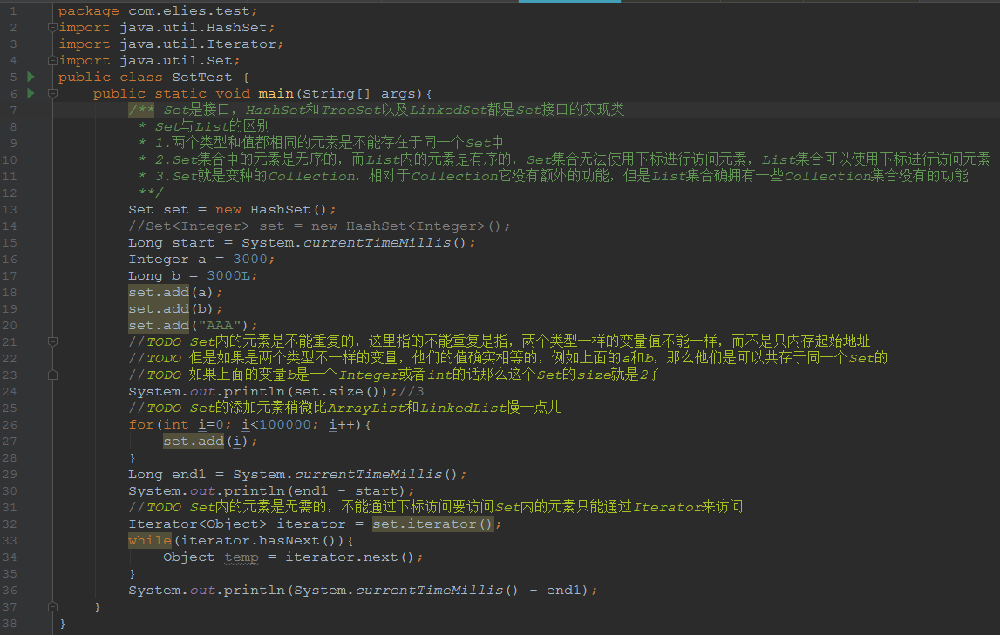 1 package com.elies.test;
2 import java.util.HashSet;
3 import java.util.Iterator;
4 import java.util.Set;
5 public class SetTest {
6 public static void main(String[] args){
7 /** Set是接口，HashSet和TreeSet以及LinkedSet都是Set接口的实现类
8 * Set与List的区别
9 * 1.两个类型和值都相同的元素是不能存在于同一个Set中
10 * 2.Set集合中的元素是无序的，而List内的元素是有序的，Set集合无法使用下标进行访问元素，List集合可以使用下标进行访问元素
11 * 3.Set就是变种的Collection，相对于Collection它没有额外的功能，但是List集合确拥有一些Collection集合没有的功能
12 **/
13 Set set = new HashSet();
14 //Set<Integer> set = new HashSet<Integer>();
15 Long start = System.currentTimeMillis();
16 Integer a = 3000;
17 Long b = 3000L;
18 set.add(a);
19 set.add(b);
20 set.add("AAA");
21 //TODO Set内的元素是不能重复的，这里指的不能重复是指，两个类型一样的变量值不能一样，而不是只内存起始地址
22 //TODO 但是如果是两个类型不一样的变量，他们的值确实相等的，例如上面的a和b，那么他们是可以共存于同一个Set的
23 //TODO 如果上面的变量b是一个Integer或者int的话那么这个Set的size就是2了
24 System.out.println(set.size());//3
25 //TODO Set的添加元素稍微比ArrayList和LinkedList慢一点儿
26 for(int i=0; i<100000; i++){
27 set.add(i);
28 }
29 Long end1 = System.currentTimeMillis();
30 System.out.println(end1 - start);
31 //TODO Set内的元素是无需的，不能通过下标访问要访问Set内的元素只能通过Iterator来访问
32 Iterator<Object> iterator = set.iterator();
33 while(iterator.hasNext()){
34 Object temp = iterator.next();
35 }
36 System.out.println(System.currentTimeMillis() - end1);
37 }
38 }